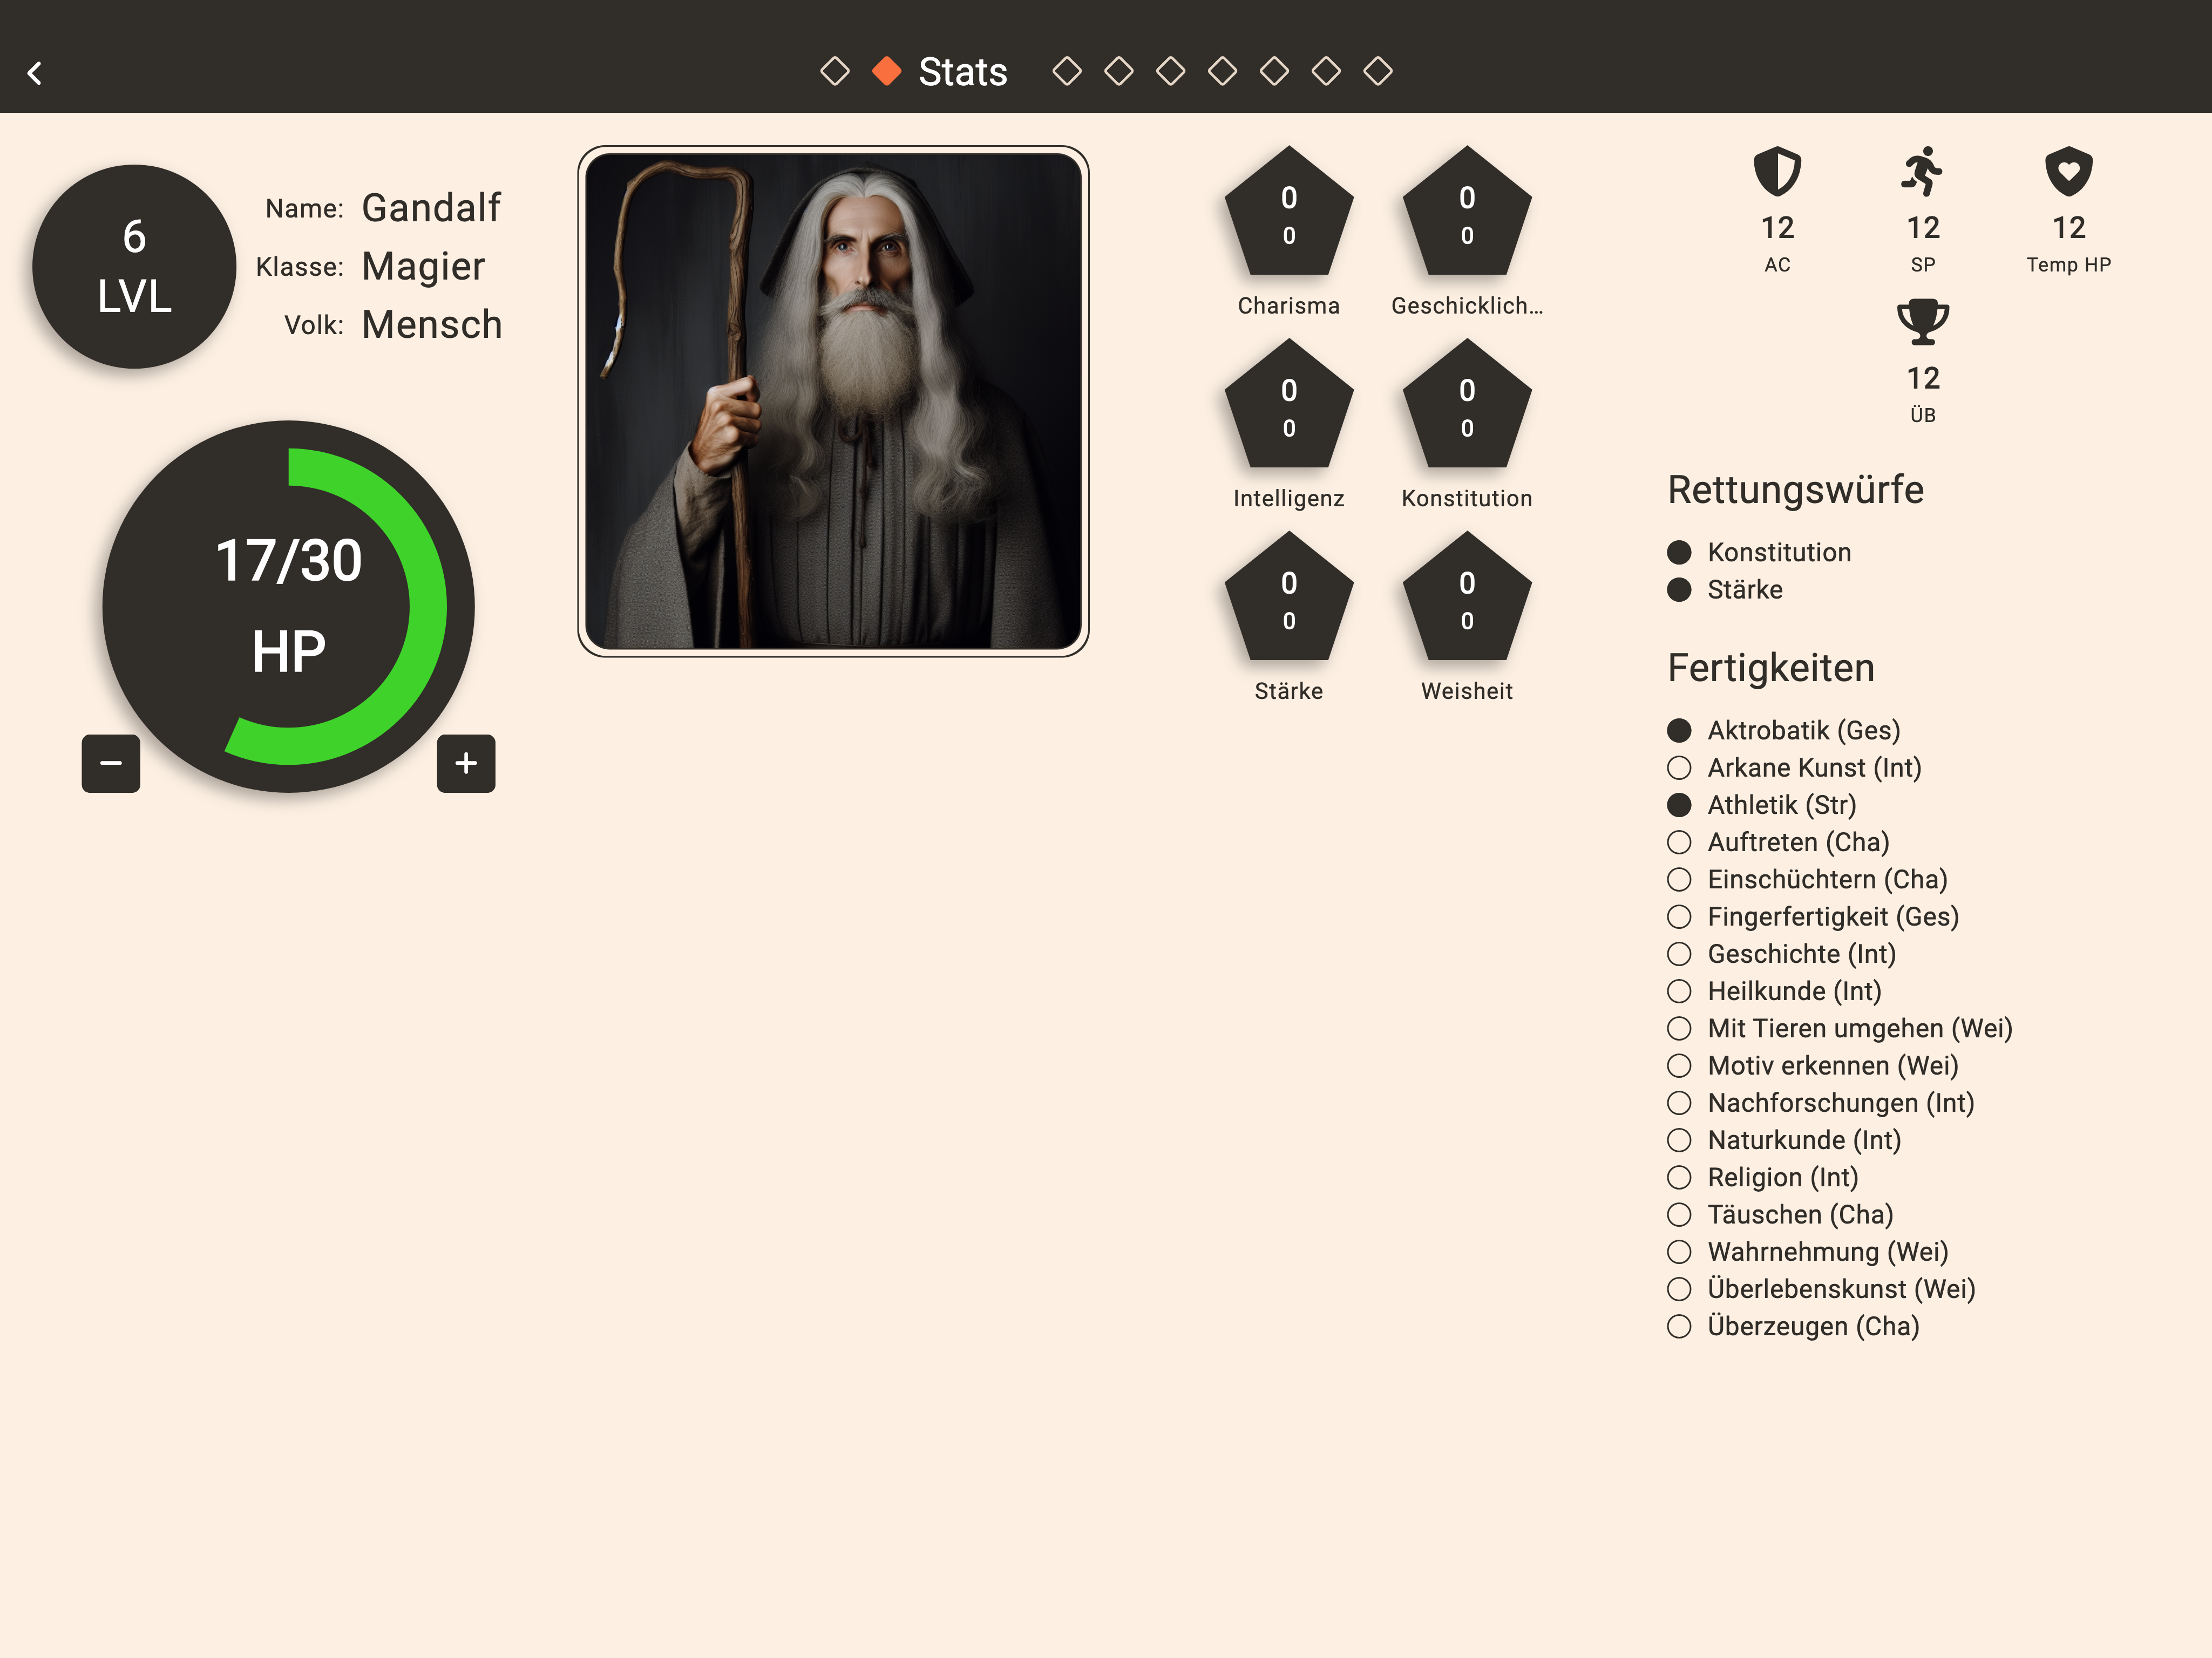 Stats
6
LVL
Name: Gandalf
Klasse: Magier
Volk: Mensch
17/30
HP
0
0
Charisma
0
0
Geschicklich...
0
0
Intelligenz
0
0
Konstitution
0
0
Stärke
0
0
Weisheit
12
AC
12
SP
12
Temp HP
12
ÜB
Rettungswürfe
Konstitution
Stärke
Fertigkeiten
Aktrobatik (Ges)
Arkane Kunst (Int)
Athletik (Str)
Auftreten (Cha)
Einschüchtern (Cha)
Fingerfertigkeit (Ges)
Geschichte (Int)
Heilkunde (Int)
Mit Tieren umgehen (Wei)
Motiv erkennen (Wei)
Nachforschungen (Int)
Naturkunde (Int)
Religion (Int)
Täuschen (Cha)
Wahrnehmung (Wei)
Überlebenskunst (Wei)
Überzeugen (Cha)